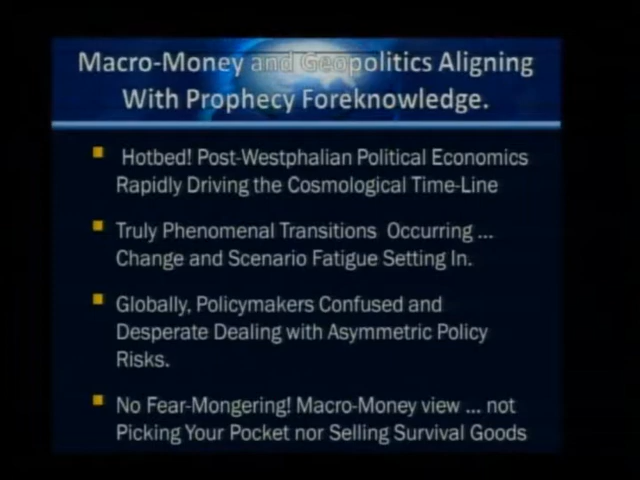 Macro-Money and Geopolitics Aligning
With Prophecy Foreknowledge.
Hotbed! Post-Westphalian Political Economics
Rapidly Driving the Cosmological Time-Line
Truly Phenomenal Transitions Occurring ...
Change and Scenario Fatigue Setting In.
Globally, Policymakers Confused and
Desperate Dealing with Asymmetric Policy
Risks.
No Fear-Mongering! Macro-Money view ... not
Picking Your Pocket nor Selling Survival Goods